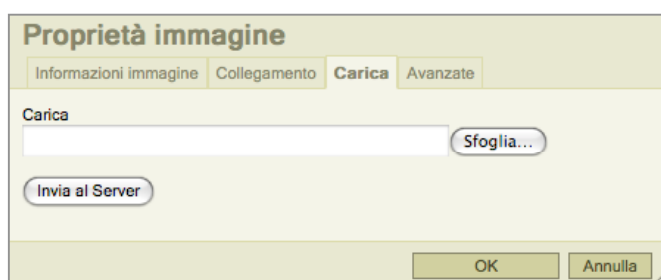 Proprietà immagine
Informazioni immagine Collegamento Carica Avanzate
Carica
Sfoglia...
Invia al Server
OK Annulla